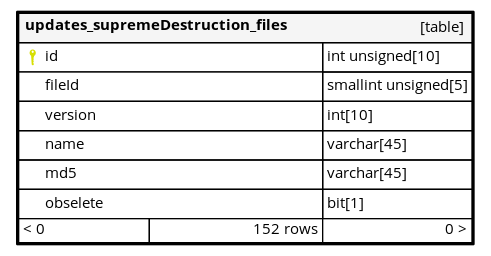 updates_supremeDestruction_files [table]
id int unsigned[10]
fileId smallint unsigned[5]
version int[10]
name varchar[45]
md5 varchar[45]
obselete bit[1]
< 0 152 rows 0 >